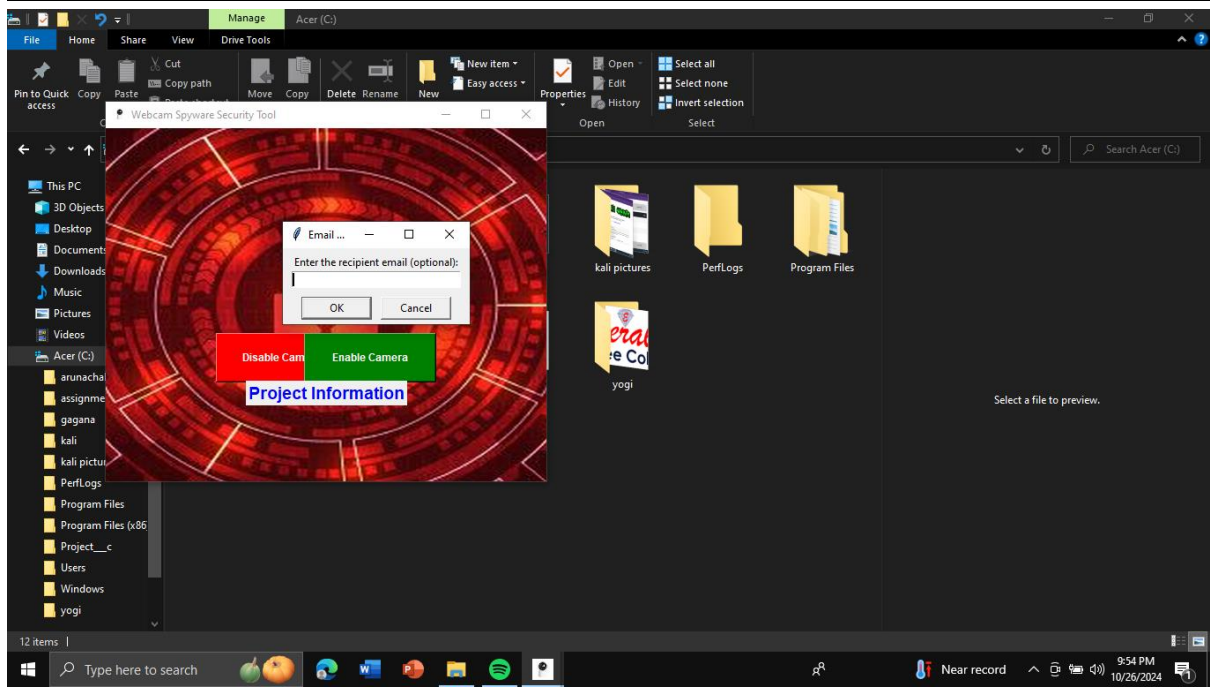 Manage
Acer (C:)
File Home Share View Drive Tools
Pin to Quick access
Copy
Paste
Cut
Copy path
Move
Copy
Delete
Rename
New
New item
Easy access
Properties
Open
Edit
History
Select all
Select none
Invert selection
Open
Select
Webcam Spyware Security Tool
Search Acer (C:)
This PC
3D Objects
Desktop
Documents
Downloads
Music
Pictures
Videos
Acer (C:)
arunacha
assignme
gagana
kali
kali pictu
PerfLogs
Program Files
Program Files (x86
Project__c
Users
Windows
yogi
Email ...
Enter the recipient email (optional):
OK Cancel
Disable Cam Enable Camera
Project Information
kali pictures
PerfLogs
Program Files
yogi
Select a file to preview.
12 items
Type here to search
Near record
9:54 PM
10/26/2024
1